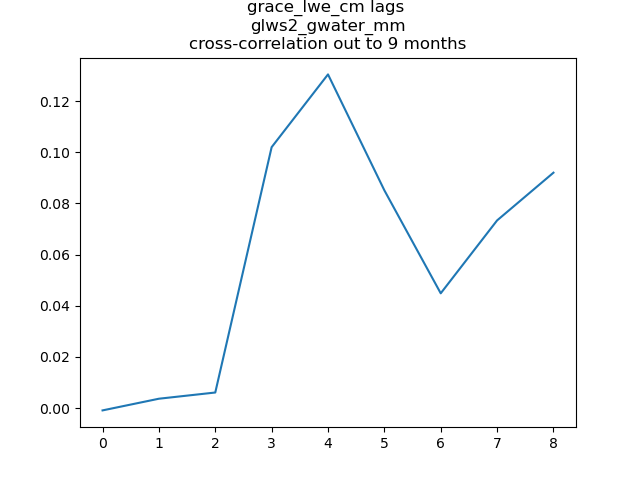 grace_lwe_cm lags
glws2_gwater_mm
cross-correlation out to 9 months
0.12
0.10
0.08
0.06
0.04
0.02
0.00
0 1 2 3 4 5 6 7 8